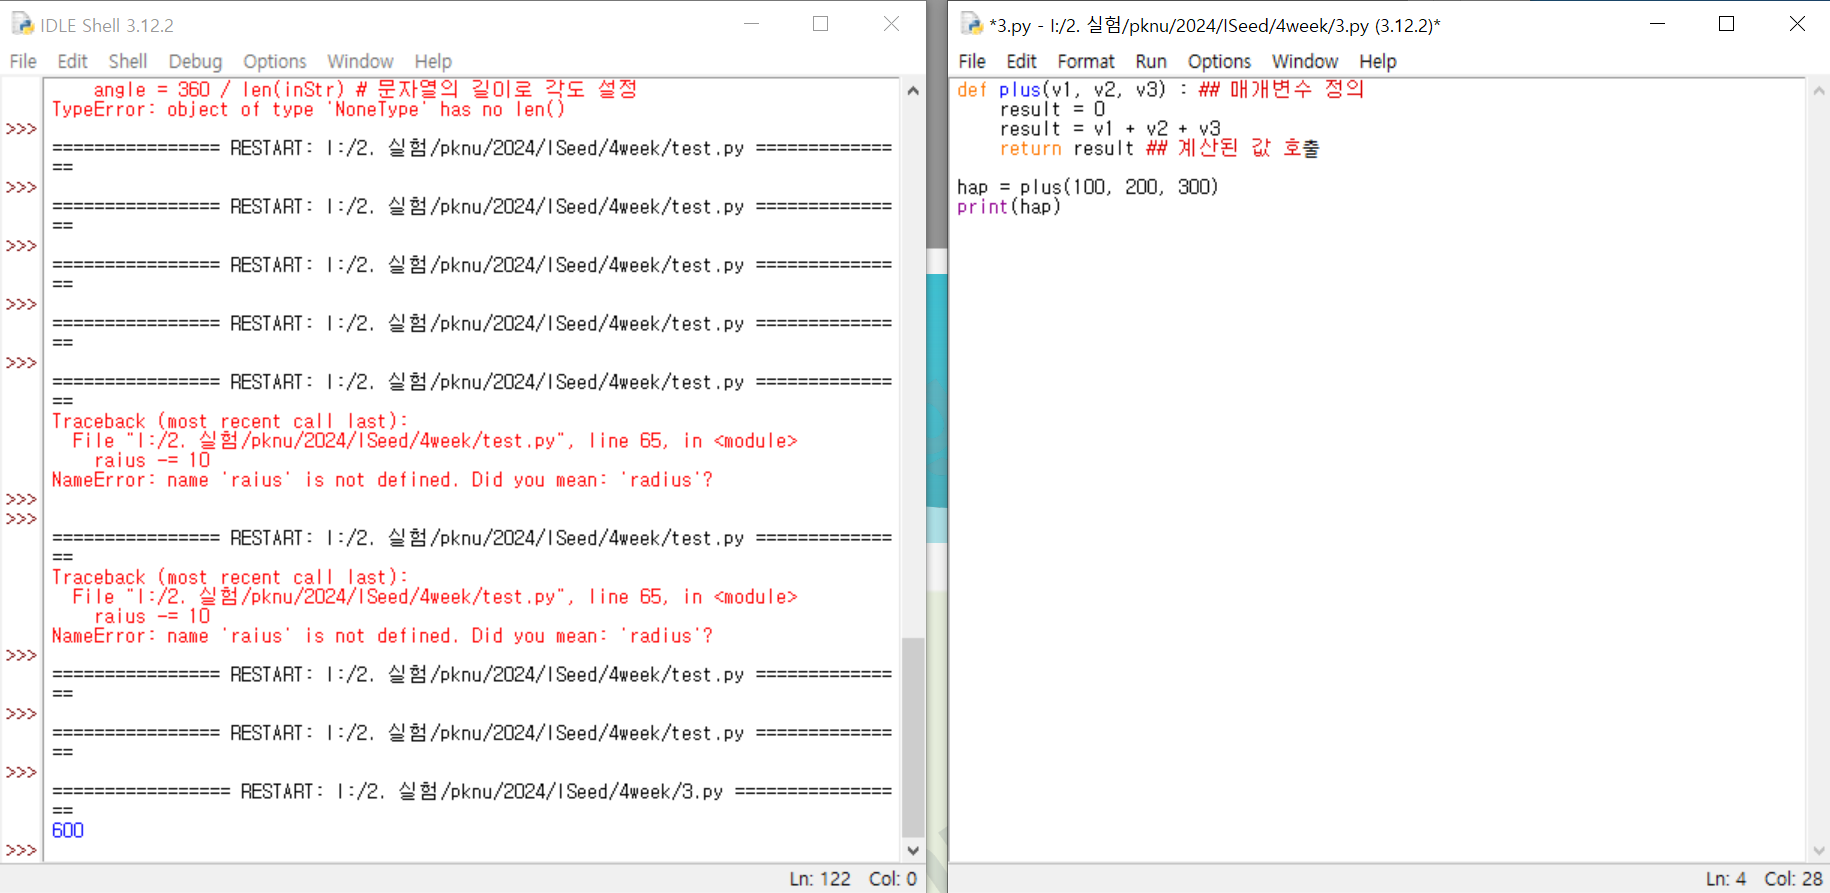 IDLE Shell 3.12.2
File Edit Shell Debug Options Window Help
angle = 360 / len(inStr) # 문자열의 길이로 각도 설정
TypeError: object of type 'NoneType' has no len()
>>>
================ RESTART: I:/2. 실험/pknu/2024/ISeed/4week/test.py =============
==
>>>
================ RESTART: I:/2. 실험/pknu/2024/ISeed/4week/test.py =============
==
>>>
================ RESTART: I:/2. 실험/pknu/2024/ISeed/4week/test.py =============
==
>>>
================ RESTART: I:/2. 실험/pknu/2024/ISeed/4week/test.py =============
==
>>>
================ RESTART: I:/2. 실험/pknu/2024/ISeed/4week/test.py =============
==
Traceback (most recent call last):
File "I:/2. 실험/pknu/2024/ISeed/4week/test.py", line 65, in <module>
raius -= 10
NameError: name 'raius' is not defined. Did you mean: 'radius'?
>>>
>>>
================ RESTART: I:/2. 실험/pknu/2024/ISeed/4week/test.py =============
==
Traceback (most recent call last):
File "I:/2. 실험/pknu/2024/ISeed/4week/test.py", line 65, in <module>
raius -= 10
NameError: name 'raius' is not defined. Did you mean: 'radius'?
>>>
================ RESTART: I:/2. 실험/pknu/2024/ISeed/4week/test.py =============
==
>>>
================ RESTART: I:/2. 실험/pknu/2024/ISeed/4week/test.py =============
==
>>>
================= RESTART: I:/2. 실험/pknu/2024/ISeed/4week/3.py ===============
==
600
>>>
Ln: 122 Col: 0
*3.py - I:/2. 실험/pknu/2024/ISeed/4week/3.py (3.12.2)*
File Edit Format Run Options Window Help
def plus(v1, v2, v3) : ## 매개변수 정의
result = 0
result = v1 + v2 + v3
return result ## 계산된 값 호출
hap = plus(100, 200, 300)
print(hap)
Ln: 4 Col: 28